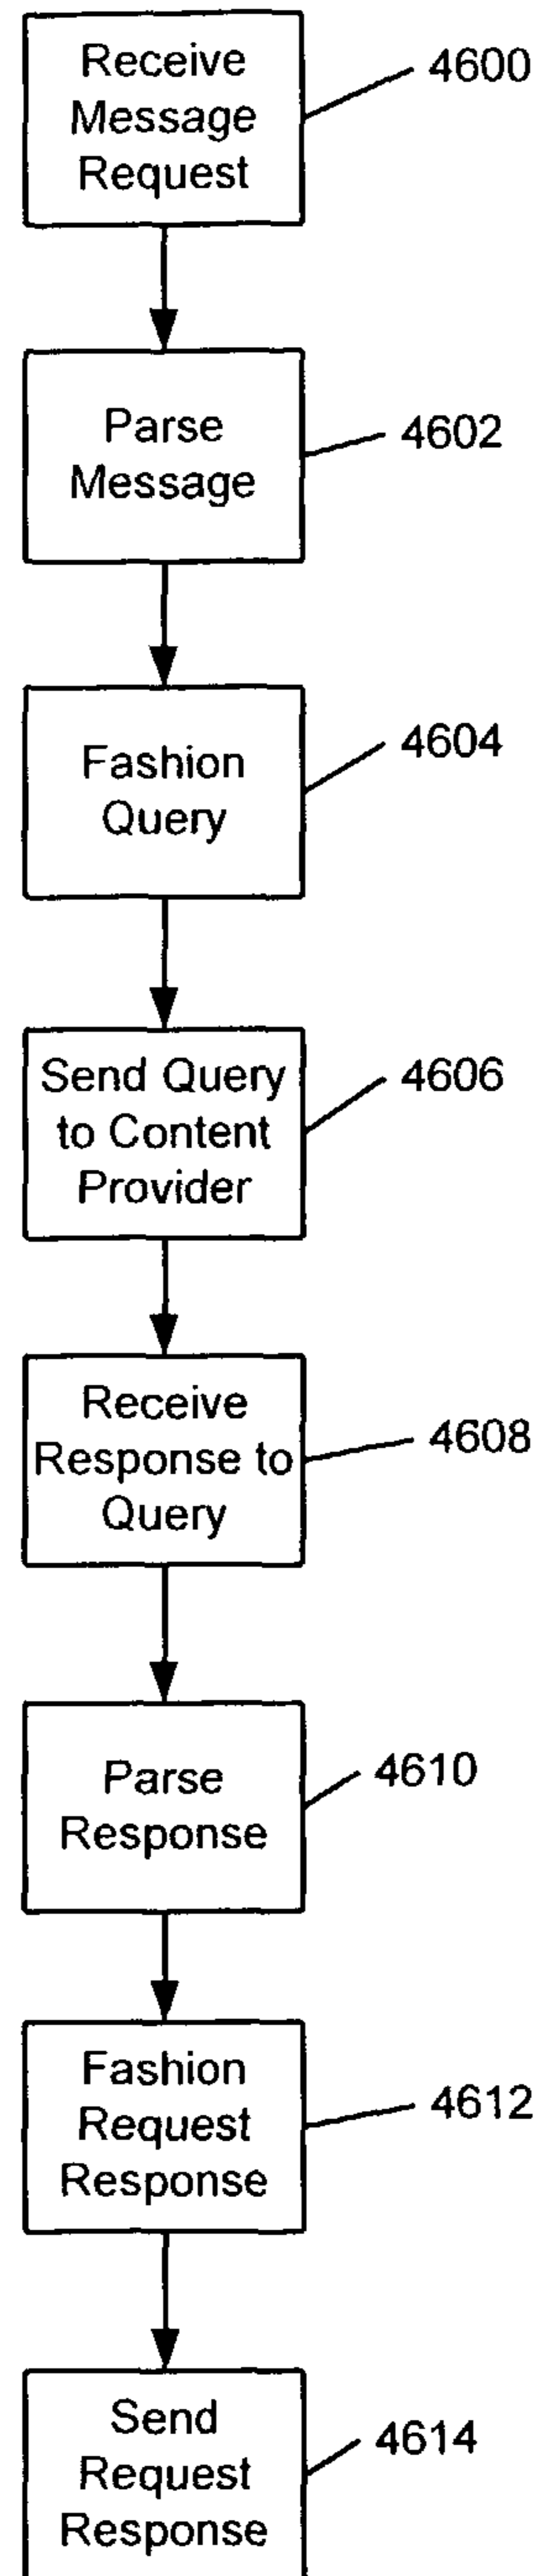 Receive
Message
Request
4600
Parse
Message
4602
Fashion
Query
4604
Send Query
to Content
Provider
4606
Receive
Response to
Query
4608
Parse
Response
4610
Fashion
Request
Response
4612
Send
Request
Response
4614